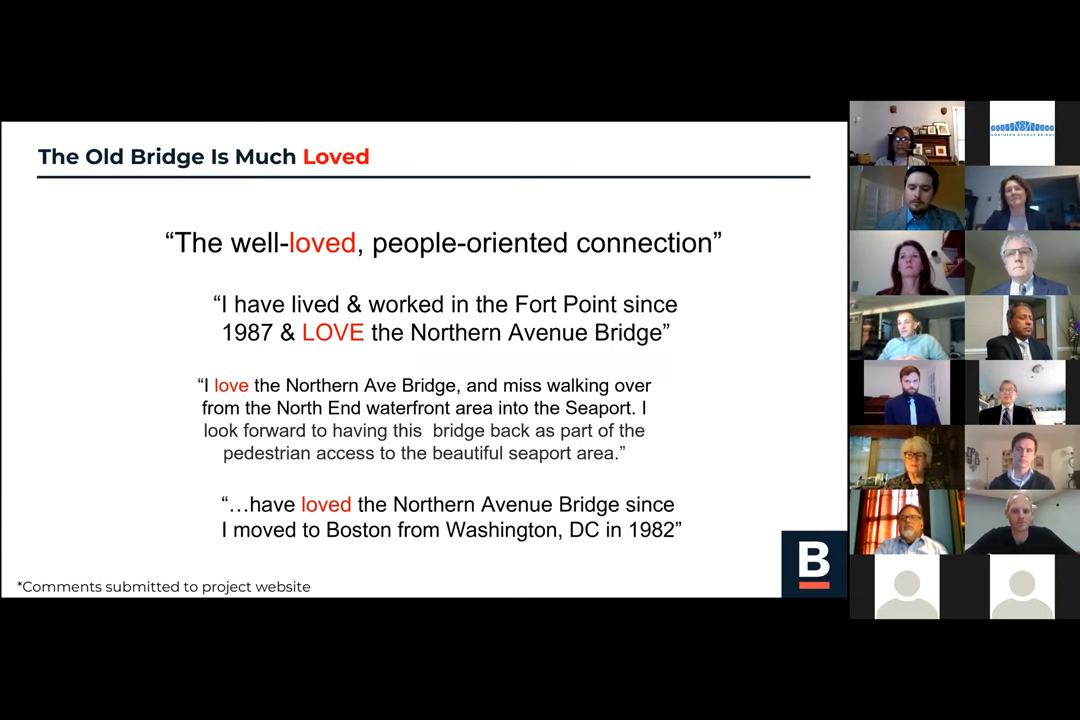 The Old Bridge Is Much Loved
“The well-loved, people-oriented connection”
“I have lived & worked in the Fort Point since
1987 & LOVE the Northern Avenue Bridge”
“I love the Northern Ave Bridge, and miss walking over
from the North End waterfront area into the Seaport. I
look forward to having this bridge back as part of the
pedestrian access to the beautiful seaport area.”
“…have loved the Northern Avenue Bridge since
I moved to Boston from Washington, DC in 1982”
*Comments submitted to project website
B
NORTHERN AVENUE BRIDGE